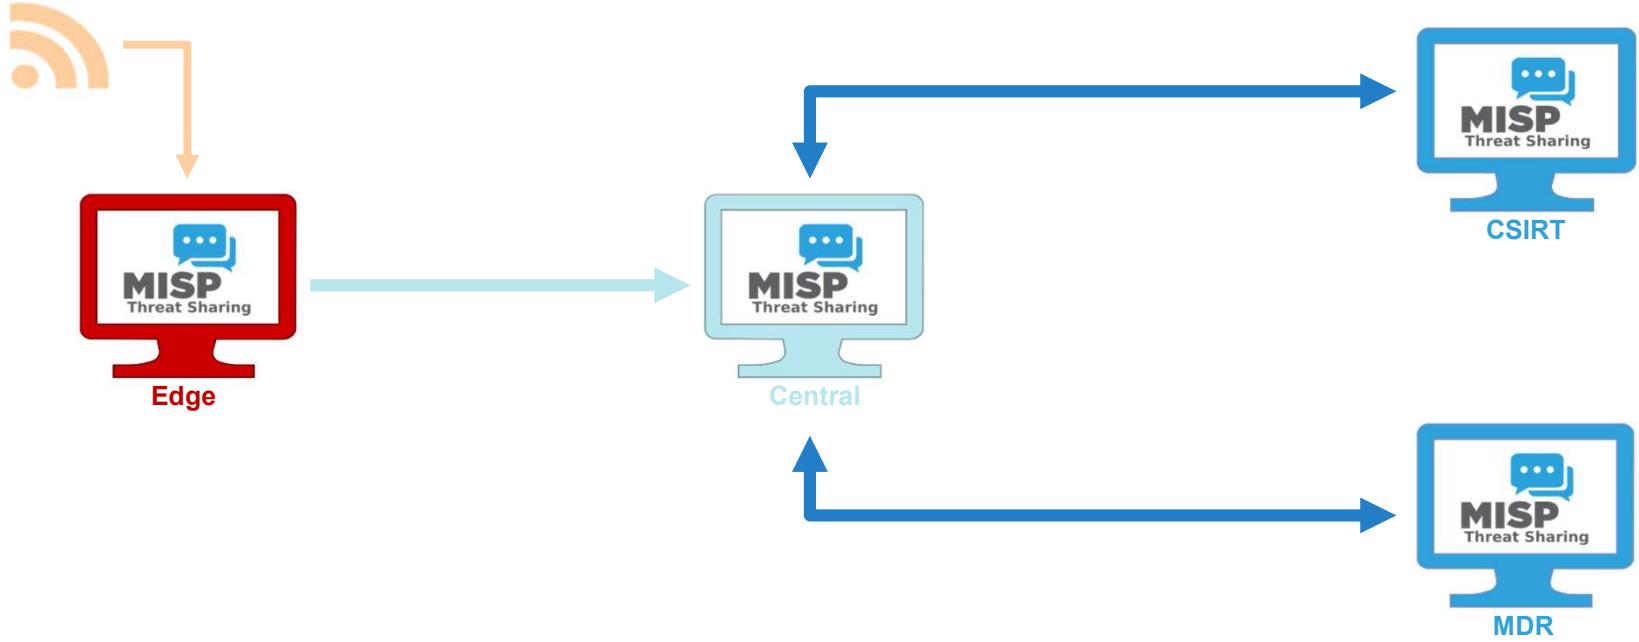 MISP
Threat Sharing
CSIRT
MISP
Threat Sharing
Edge
MISP
Threat Sharing
Central
MISP
Threat Sharing
MDR